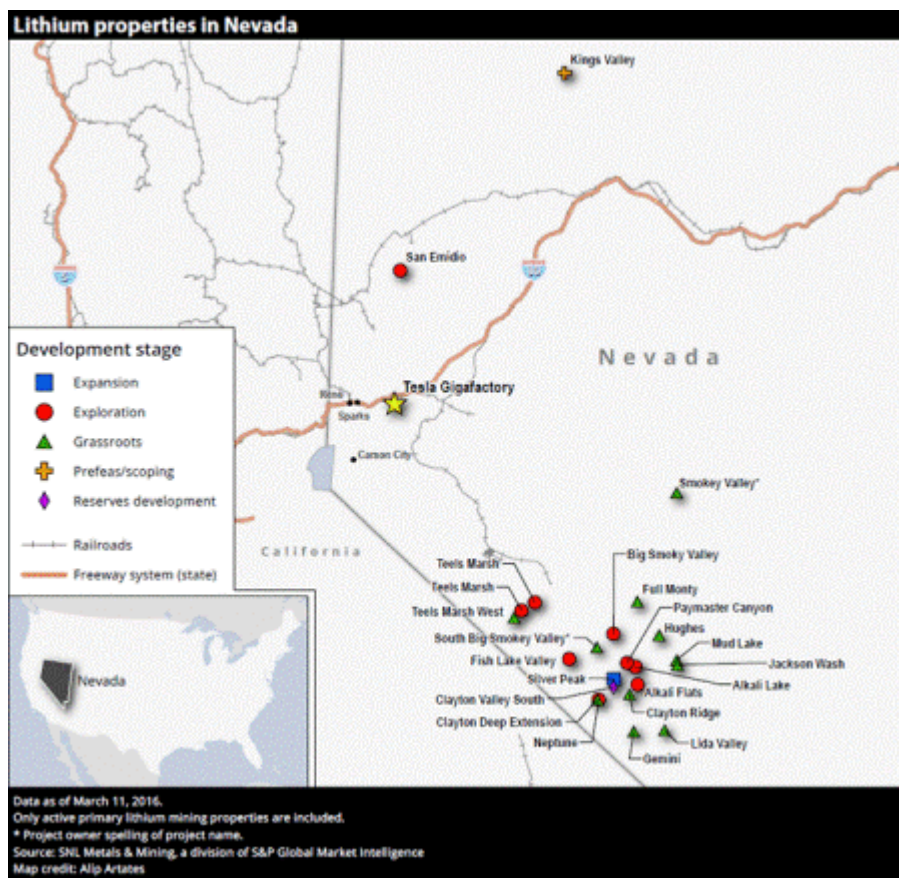 Lithium properties in Nevada
Kings Valley
San Emidio
Nevada
Development stage
Expansion
Exploration
Grassroots
Prefeas/scoping
Reserves development
Railroads
Freeway system (state)
Tesla Gigafactory
Reno
Sparks
Carson City
California
Smokey Valley*
Big Smoky Valley
Teels Marsh
Teels Marsh
Teels Marsh West
Full Monty
Paymaster Canyon
Hughes
South Big Smokey Valley*
Mud Lake
Fish Lake Valley
Jackson Wash
Silver Peak
Alkali Lake
Alkali Flats
Clayton Valley South
Clayton Ridge
Clayton Deep Extension
Neptune
Lida Valley
Gemini
Nevada
Data as of March 11, 2016.
Only active primary lithium mining properties are included.
* Project owner spelling of project name.
Source: SNL Metals & Mining, a division of S&P Global Market Intelligence
Map credit: Alip Artates